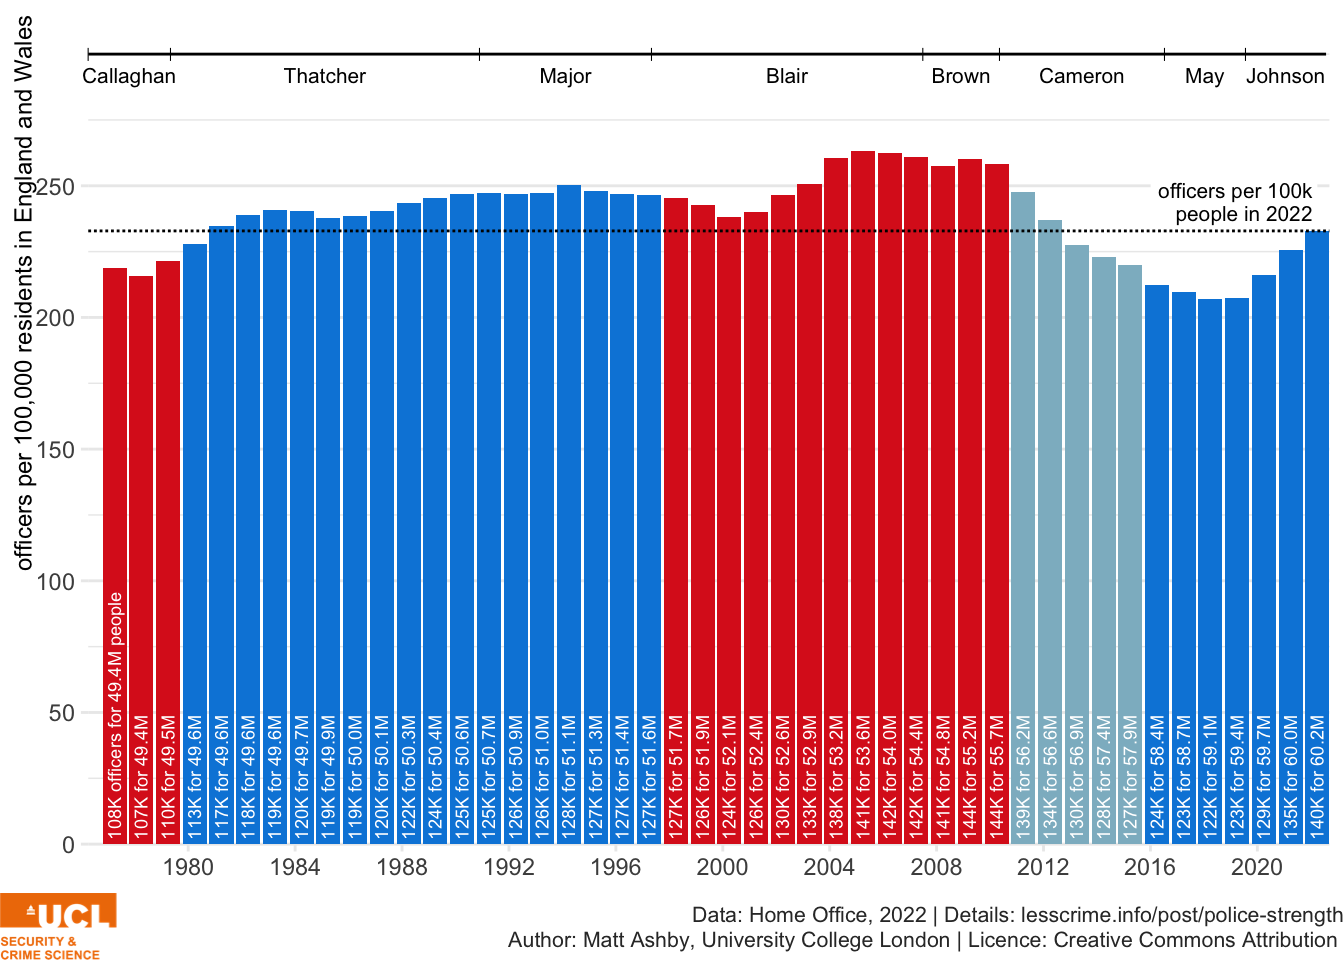 Callaghan Thatcher Major Blair Brown Cameron May Johnson
officers per 100,000 residents in England and Wales
250
200
150
100
50
0
officers per 100k
people in 2022
108K officers for 49.4M people
107K for 49.4M
110K for 49.5M
113K for 49.6M
117K for 49.6M
118K for 49.6M
119K for 49.6M
120K for 49.7M
119K for 49.9M
119K for 50.0M
120K for 50.1M
122K for 50.3M
124K for 50.4M
125K for 50.6M
125K for 50.7M
126K for 50.9M
126K for 51.0M
128K for 51.1M
127K for 51.3M
127K for 51.4M
127K for 51.6M
127K for 51.7M
126K for 51.9M
124K for 52.1M
126K for 52.4M
130K for 52.6M
133K for 52.9M
138K for 53.2M
141K for 53.6M
142K for 54.0M
142K for 54.4M
141K for 54.8M
144K for 55.2M
144K for 55.7M
139K for 56.2M
134K for 56.6M
130K for 56.9M
128K for 57.4M
127K for 57.9M
124K for 58.4M
123K for 58.7M
122K for 59.1M
123K for 59.4M
129K for 59.7M
135K for 60.0M
140K for 60.2M
1980 1984 1988 1992 1996 2000 2004 2008 2012 2016 2020
UCL
SECURITY &
CRIME SCIENCE
Data: Home Office, 2022 | Details: lesscrime.info/post/police-strength
Author: Matt Ashby, University College London | Licence: Creative Commons Attribution